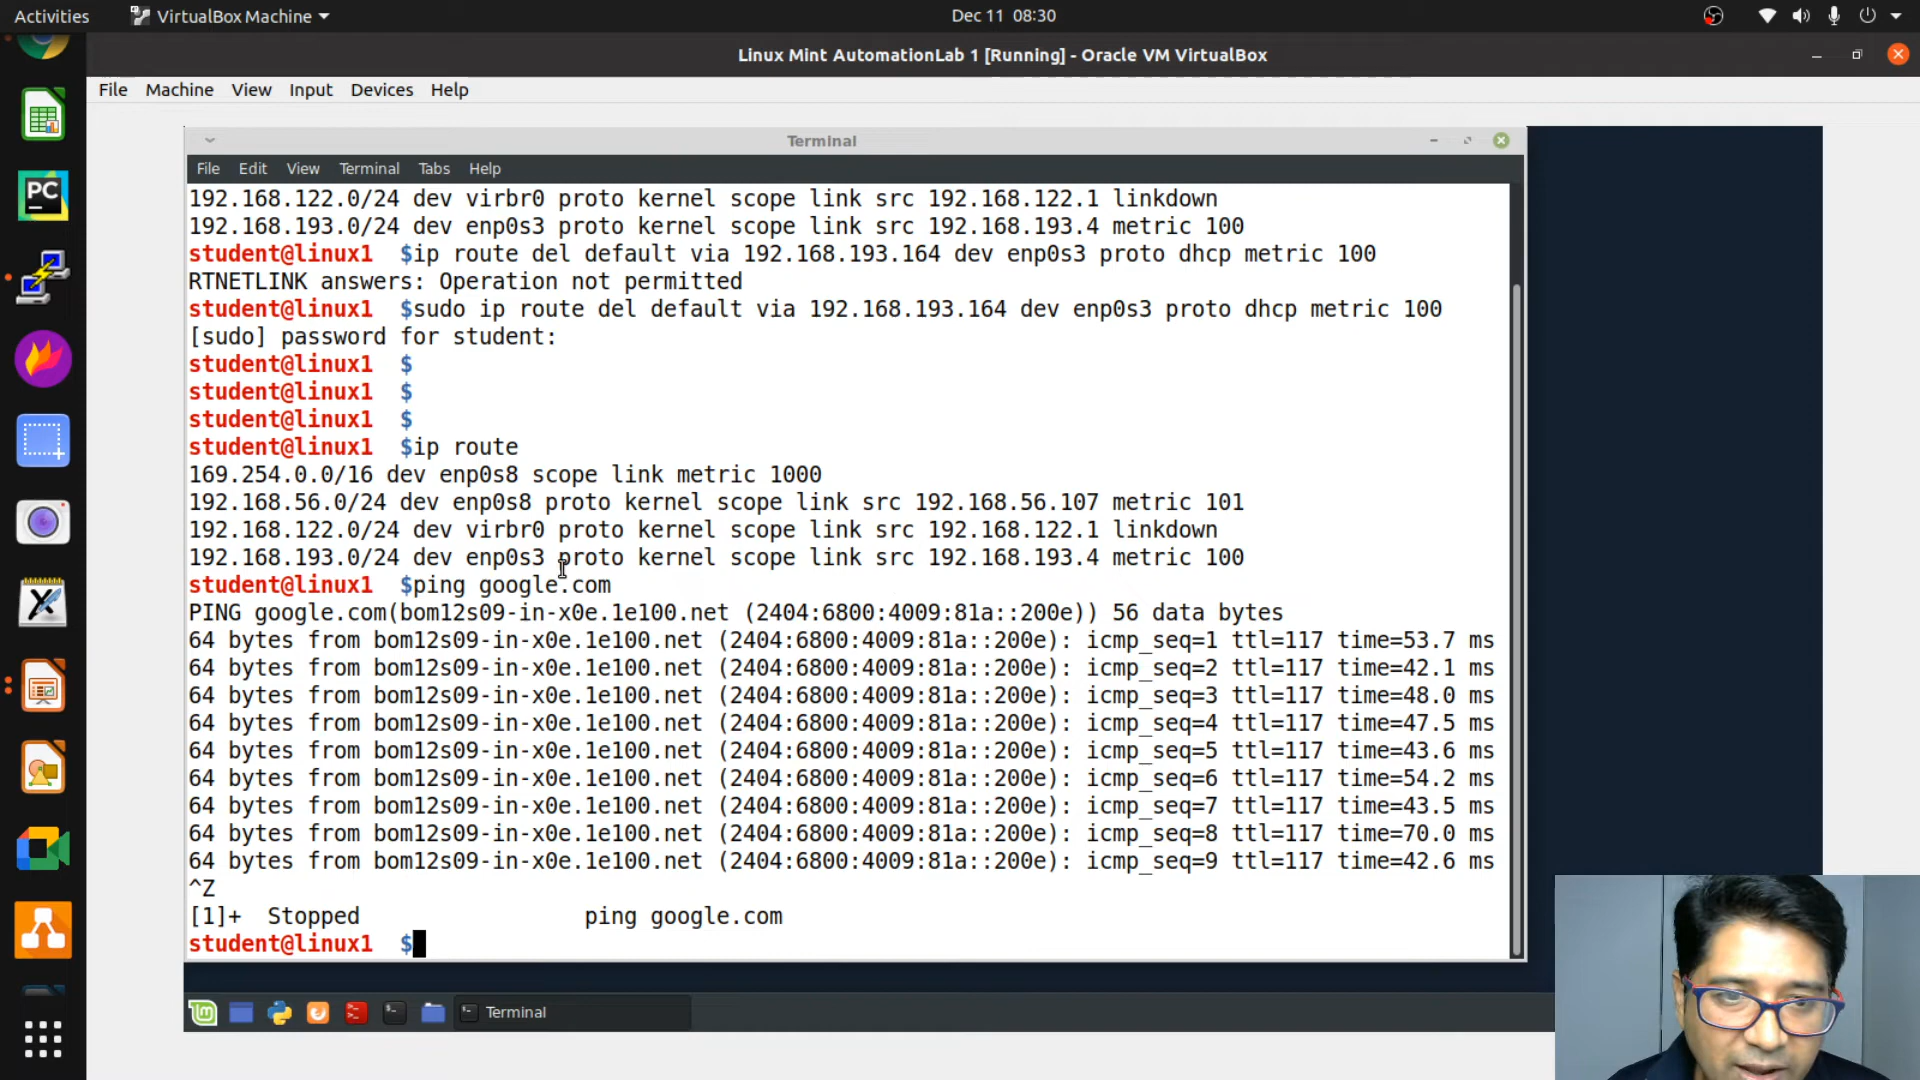 Activities VirtualBox Machine Dec 11 08:30
Linux Mint AutomationLab 1 [Running] - Oracle VM VirtualBox
File Machine View Input Devices Help
Terminal
File Edit View Terminal Tabs Help
192.168.122.0/24 dev virbr0 proto kernel scope link src 192.168.122.1 linkdown
192.168.193.0/24 dev enp0s3 proto kernel scope link src 192.168.193.4 metric 100
student@linux1 $ip route del default via 192.168.193.164 dev enp0s3 proto dhcp metric 100
RTNETLINK answers: Operation not permitted
student@linux1 $sudo ip route del default via 192.168.193.164 dev enp0s3 proto dhcp metric 100
[sudo] password for student:
student@linux1 $
student@linux1 $
student@linux1 $
student@linux1 $ip route
169.254.0.0/16 dev enp0s8 scope link metric 1000
192.168.56.0/24 dev enp0s8 proto kernel scope link src 192.168.56.107 metric 101
192.168.122.0/24 dev virbr0 proto kernel scope link src 192.168.122.1 linkdown
192.168.193.0/24 dev enp0s3 proto kernel scope link src 192.168.193.4 metric 100
student@linux1 $ping google.com
PING google.com(bom12s09-in-x0e.1e100.net (2404:6800:4009:81a::200e)) 56 data bytes
64 bytes from bom12s09-in-x0e.1e100.net (2404:6800:4009:81a::200e): icmp_seq=1 ttl=117 time=53.7 ms
64 bytes from bom12s09-in-x0e.1e100.net (2404:6800:4009:81a::200e): icmp_seq=2 ttl=117 time=42.1 ms
64 bytes from bom12s09-in-x0e.1e100.net (2404:6800:4009:81a::200e): icmp_seq=3 ttl=117 time=48.0 ms
64 bytes from bom12s09-in-x0e.1e100.net (2404:6800:4009:81a::200e): icmp_seq=4 ttl=117 time=47.5 ms
64 bytes from bom12s09-in-x0e.1e100.net (2404:6800:4009:81a::200e): icmp_seq=5 ttl=117 time=43.6 ms
64 bytes from bom12s09-in-x0e.1e100.net (2404:6800:4009:81a::200e): icmp_seq=6 ttl=117 time=54.2 ms
64 bytes from bom12s09-in-x0e.1e100.net (2404:6800:4009:81a::200e): icmp_seq=7 ttl=117 time=43.5 ms
64 bytes from bom12s09-in-x0e.1e100.net (2404:6800:4009:81a::200e): icmp_seq=8 ttl=117 time=70.0 ms
64 bytes from bom12s09-in-x0e.1e100.net (2404:6800:4009:81a::200e): icmp_seq=9 ttl=117 time=42.6 ms
^Z
[1]+ Stopped ping google.com
student@linux1 $
Terminal
PC